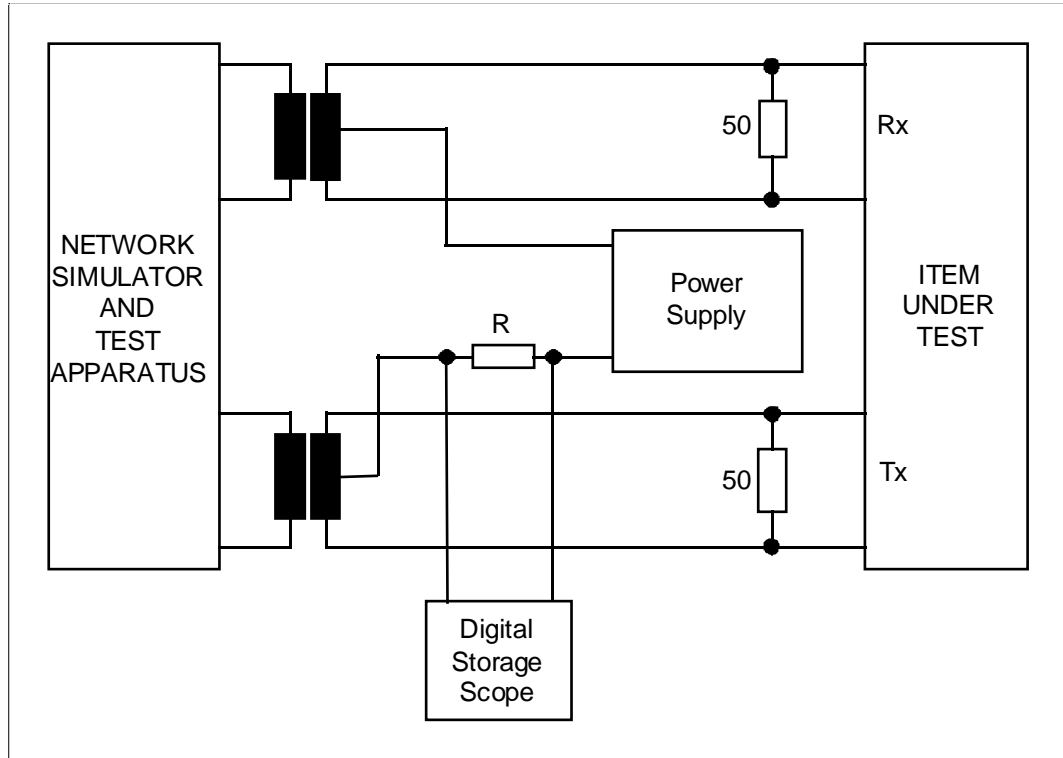 50
Rx
NETWORK
SIMULATOR
AND
TEST
APPARATUS
Power
Supply
ITEM
UNDER
TEST
R
50
Tx
Digital
Storage
Scope